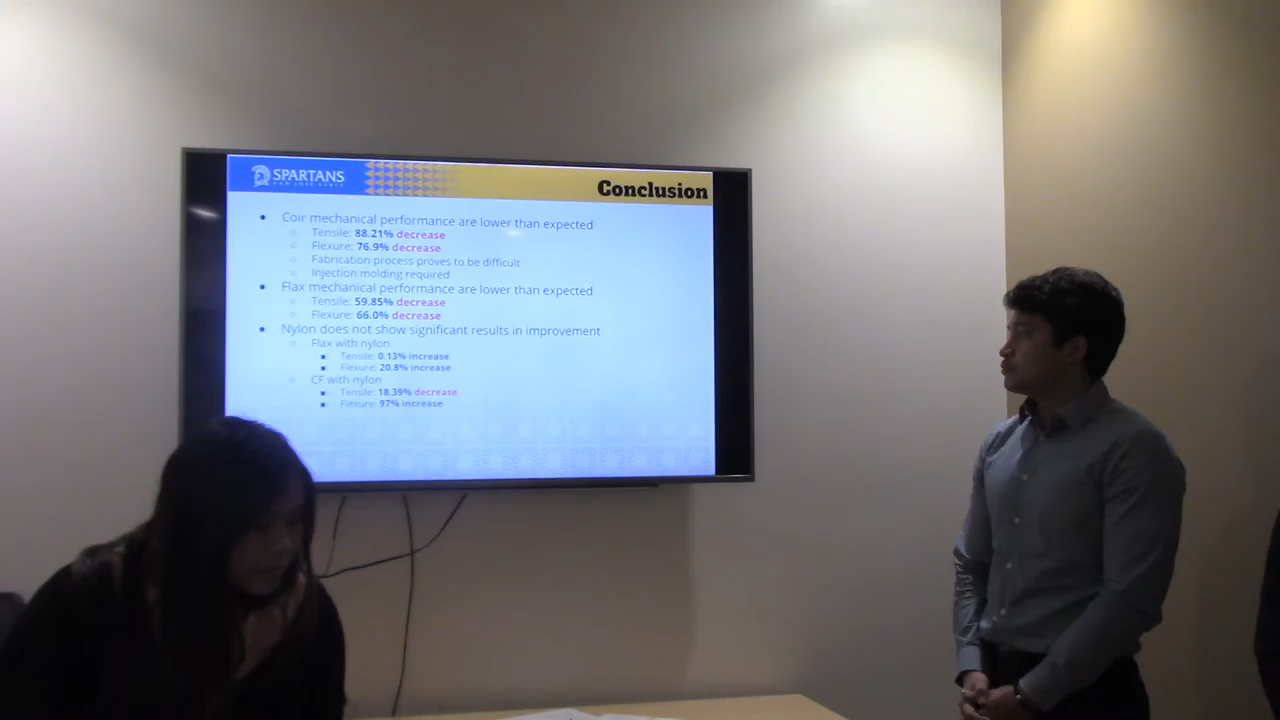 SPARTANS
SAN JOSE STATE
Conclusion
• Coir mechanical performance are lower than expected
○ Tensile: 88.21% decrease
○ Flexure: 76.9% decrease
○ Fabrication process proves to be difficult
○ Injection molding required
• Flax mechanical performance are lower than expected
○ Tensile: 59.85% decrease
○ Flexure: 66.0% decrease
• Nylon does not show significant results in improvement
○ Flax with nylon
■ Tensile: 0.13% increase
■ Flexure: 20.8% increase
○ CF with nylon
■ Tensile: 18.39% decrease
■ Flexure: 97% increase